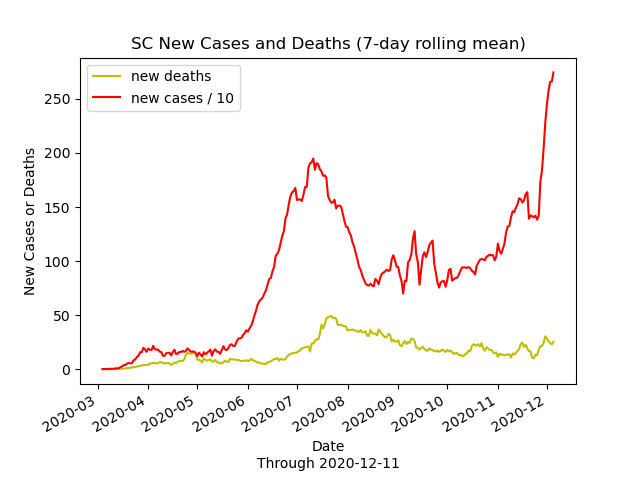 SC New Cases and Deaths (7-day rolling mean)
new deaths
new cases / 10
New Cases or Deaths
250
200
150
100
50
0
2020-03
2020-04
2020-05
2020-06
2020-07
2020-08
2020-09
2020-10
2020-11
2020-12
Date
Through 2020-12-11